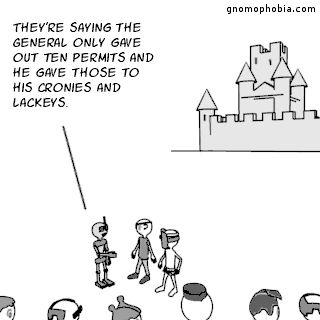 gnomophobia.com
THEY'RE SAYING THE
GENERAL ONLY GAVE
OUT TEN PERMITS AND
HE GAVE THOSE TO
HIS CRONIES AND
LACKEYS.